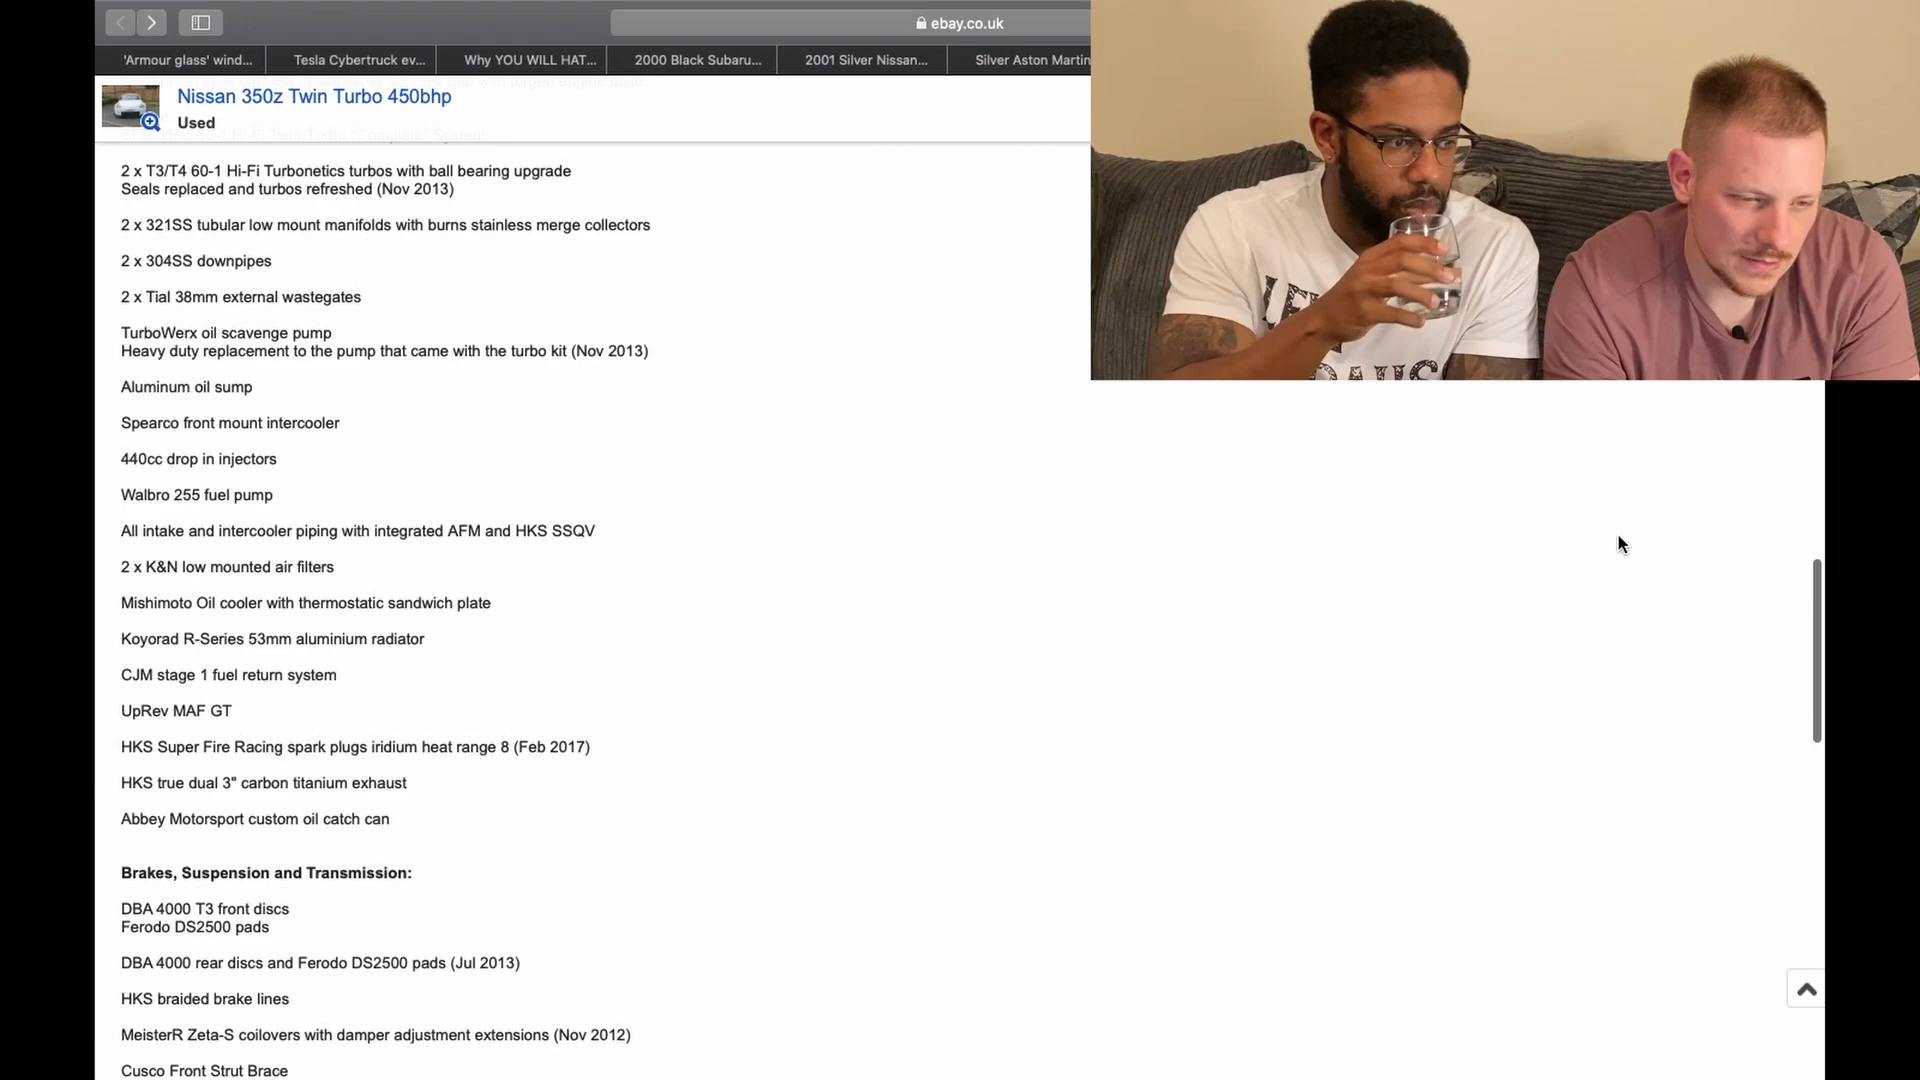 ebay.co.uk
'Armour glass' wind...
Tesla Cybertruck ev...
Why YOU WILL HAT...
2000 Black Subaru...
2001 Silver Nissan...
Silver Aston Martin
Nissan 350z Twin Turbo 450bhp
Used
2 x T3/T4 60-1 Hi-Fi Turbonetics turbos with ball bearing upgrade
Seals replaced and turbos refreshed (Nov 2013)
2 x 321SS tubular low mount manifolds with burns stainless merge collectors
2 x 304SS downpipes
2 x Tial 38mm external wastegates
TurboWerx oil scavenge pump
Heavy duty replacement to the pump that came with the turbo kit (Nov 2013)
Aluminum oil sump
Spearco front mount intercooler
440cc drop in injectors
Walbro 255 fuel pump
All intake and intercooler piping with integrated AFM and HKS SSQV
2 x K&N low mounted air filters
Mishimoto Oil cooler with thermostatic sandwich plate
Koyorad R-Series 53mm aluminium radiator
CJM stage 1 fuel return system
UpRev MAF GT
HKS Super Fire Racing spark plugs iridium heat range 8 (Feb 2017)
HKS true dual 3" carbon titanium exhaust
Abbey Motorsport custom oil catch can
Brakes, Suspension and Transmission:
DBA 4000 T3 front discs
Ferodo DS2500 pads
DBA 4000 rear discs and Ferodo DS2500 pads (Jul 2013)
HKS braided brake lines
MeisterR Zeta-S coilovers with damper adjustment extensions (Nov 2012)
Cusco Front Strut Brace